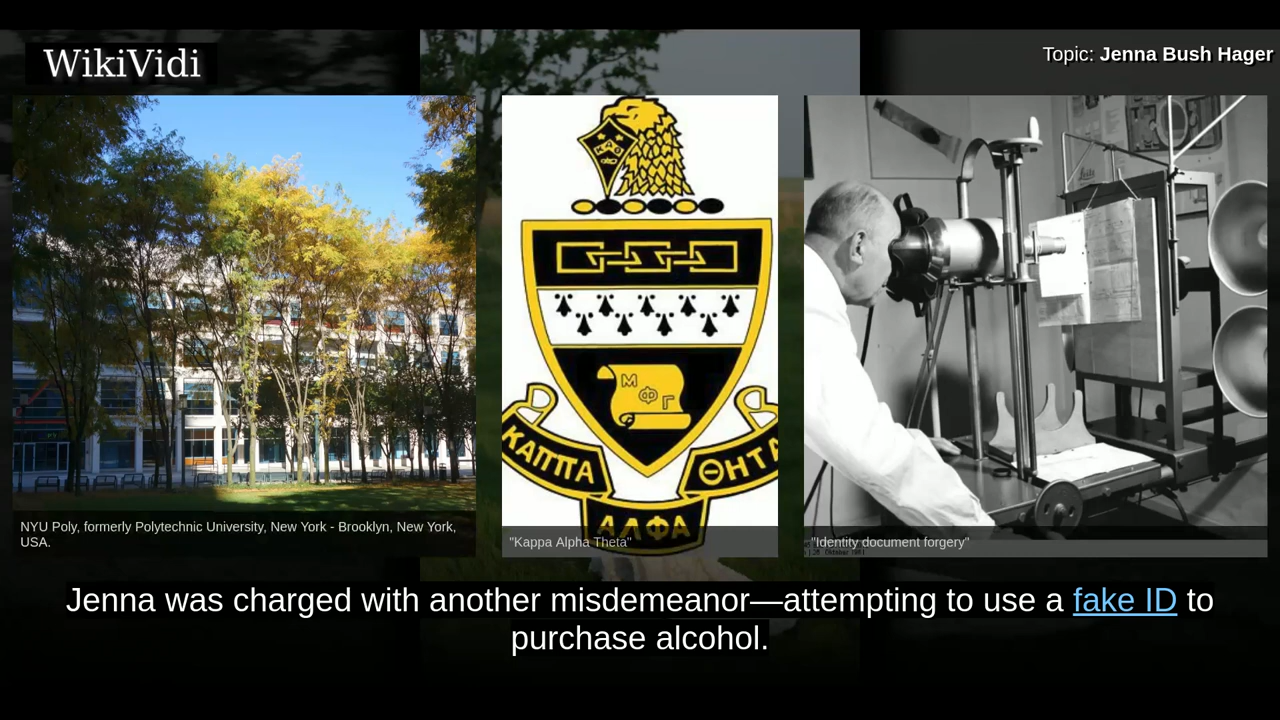 WikiVidi
Topic: Jenna Bush Hager
ΚΑΘ
Μ
Φ
Γ
ΚΑΠΠΑ
ΘΗΤΑ
ΑΛΦΑ
NYU Poly, formerly Polytechnic University, New York - Brooklyn, New York,
USA.
"Kappa Alpha Theta"
"Identity document forgery"
Jenna was charged with another misdemeanor—attempting to use a fake ID to
purchase alcohol.